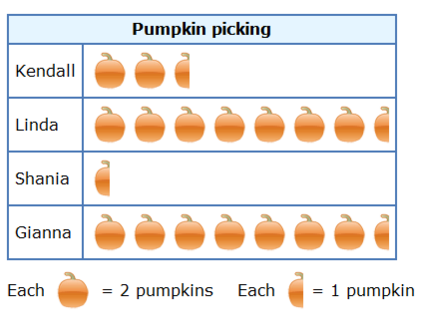 Pumpkin picking
Kendall
Linda
Shania
Gianna
Each = 2 pumpkins Each = 1 pumpkin